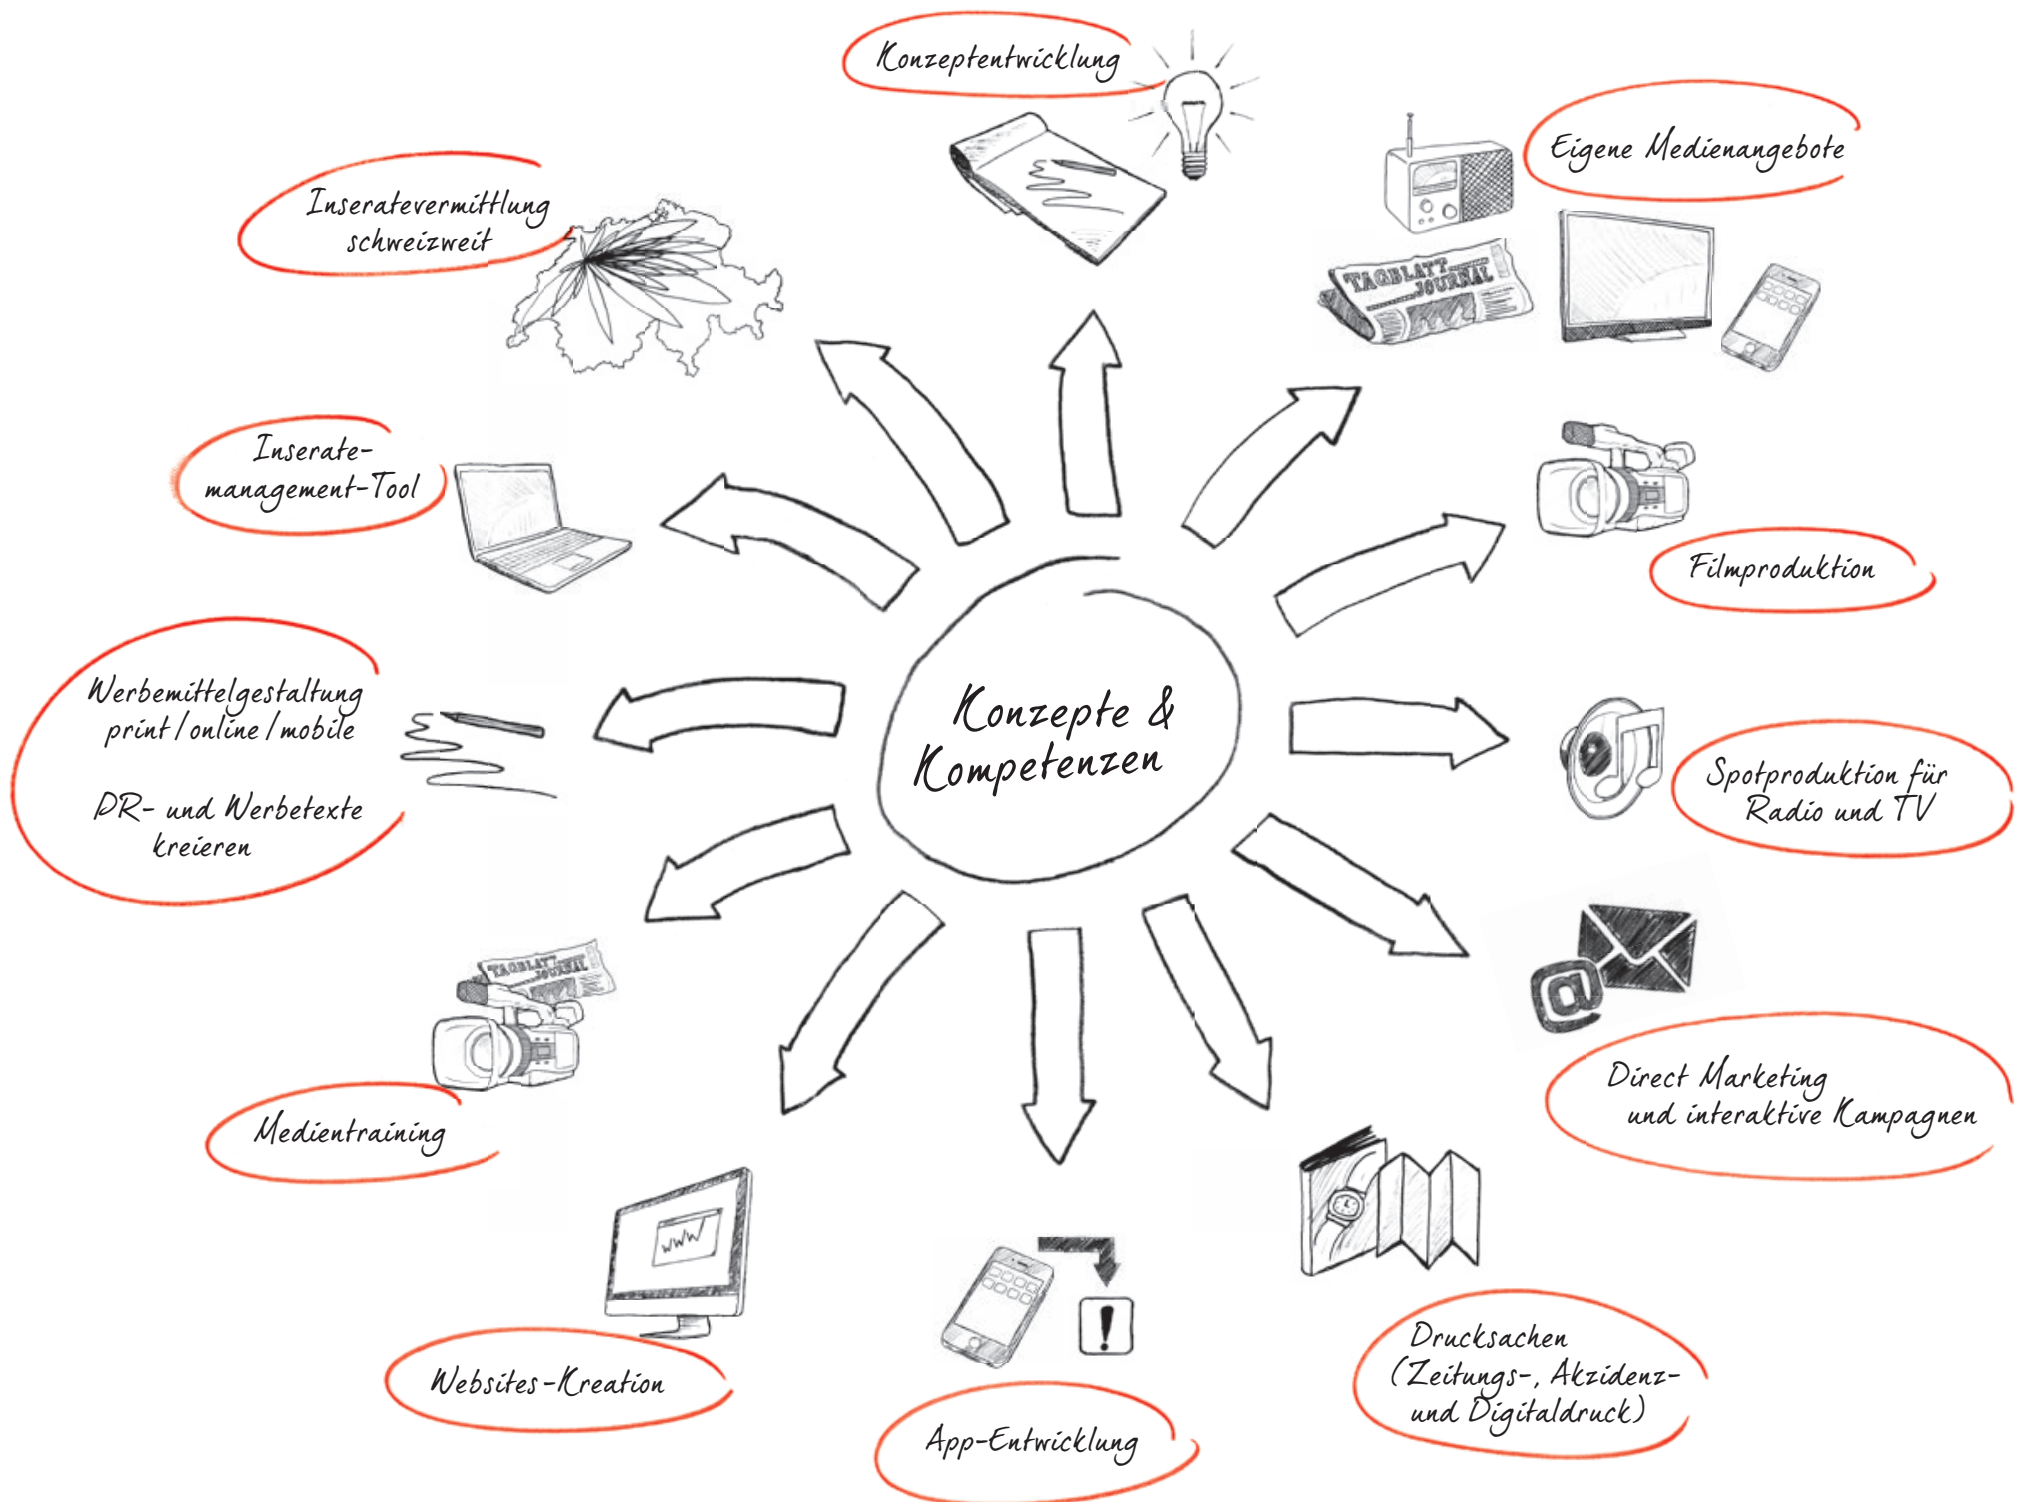 Konzeptentwicklung
Eigene Medienangebote
TAGBLATT
JOURNAL
Inseratevermittlung
schweizweit
Inserate-
management-Tool
Filmproduktion
Werbemittelgestaltung
print/online/mobile
PR- und Werbetexte
kreieren
Konzepte &
Kompetenzen
Spotproduktion für
Radio und TV
@
TAGBLATT
JOURNAL
Direct Marketing
und interaktive Kampagnen
Medientraining
www
Websites-Kreation
!
App-Entwicklung
Drucksachen
(Zeitungs-, Akzidenz-
und Digitaldruck)